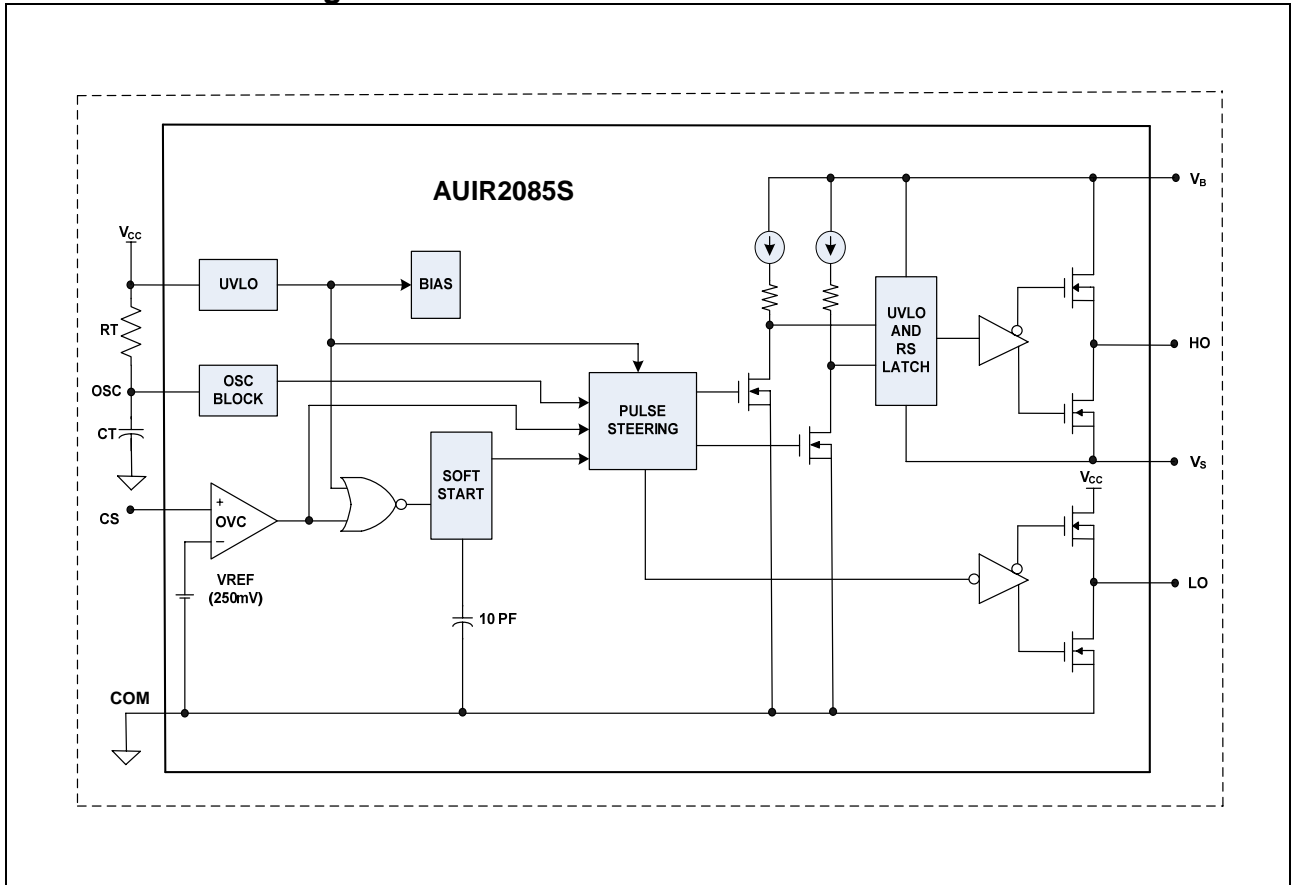 AUIR2085S
VB
VCC
UVLO
BIAS
RT
UVLO
AND
RS
LATCH
HO
OSC
OSC
BLOCK
PULSE
STEERING
CT
SOFT
START
VS
VCC
CS
+
OVC
−
VREF
(250mV)
LO
10 PF
COM